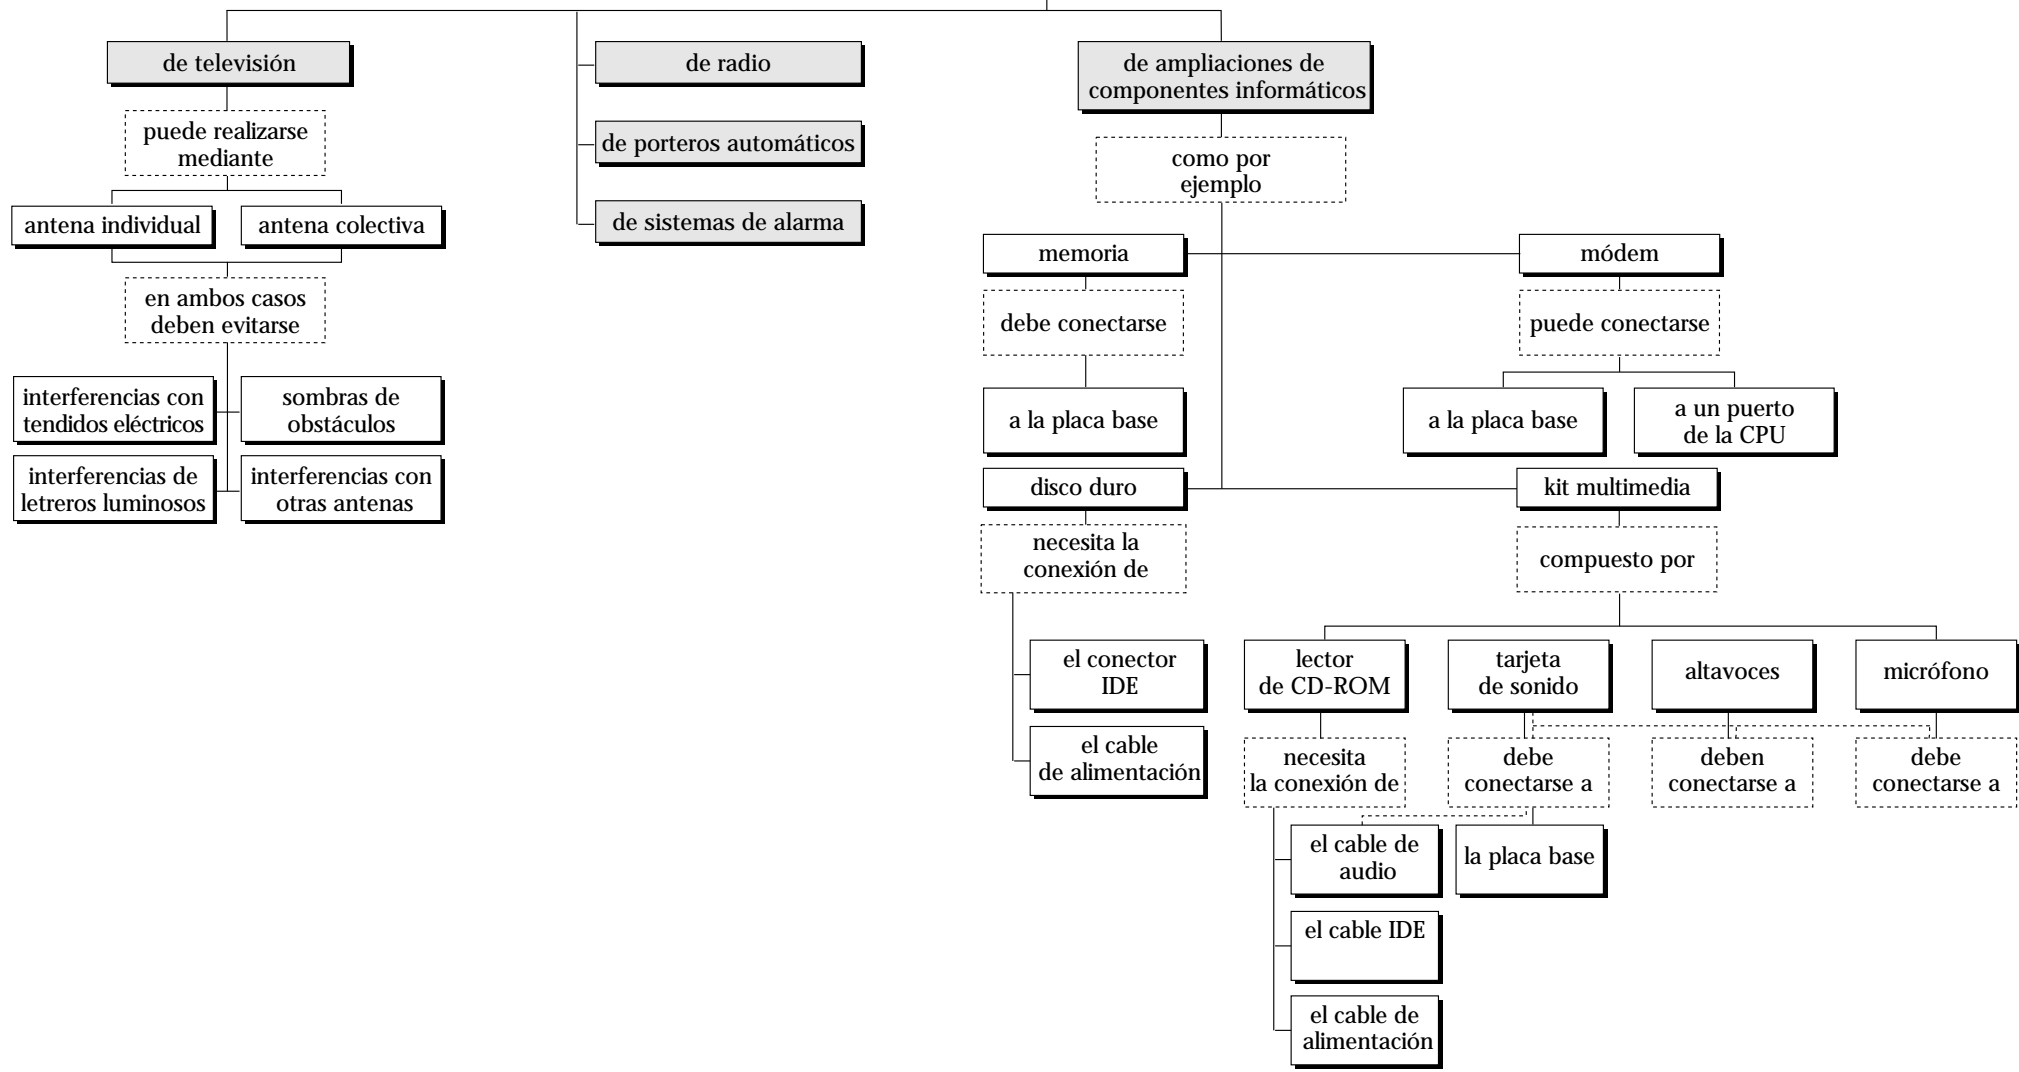 de televisión
puede realizarse
mediante
antena individual
antena colectiva
en ambos casos
deben evitarse
interferencias con
tendidos eléctricos
sombras de
obstáculos
interferencias de
letreros luminosos
interferencias con
otras antenas
de radio
de porteros automáticos
de sistemas de alarma
de ampliaciones de
componentes informáticos
como por
ejemplo
memoria
debe conectarse
a la placa base
módem
puede conectarse
a la placa base
a un puerto
de la CPU
disco duro
necesita la
conexión de
el conector
IDE
el cable
de alimentación
kit multimedia
compuesto por
lector
de CD-ROM
necesita
la conexión de
el cable de
audio
el cable IDE
el cable de
alimentación
tarjeta
de sonido
debe
conectarse a
la placa base
altavoces
deben
conectarse a
micrófono
debe
conectarse a